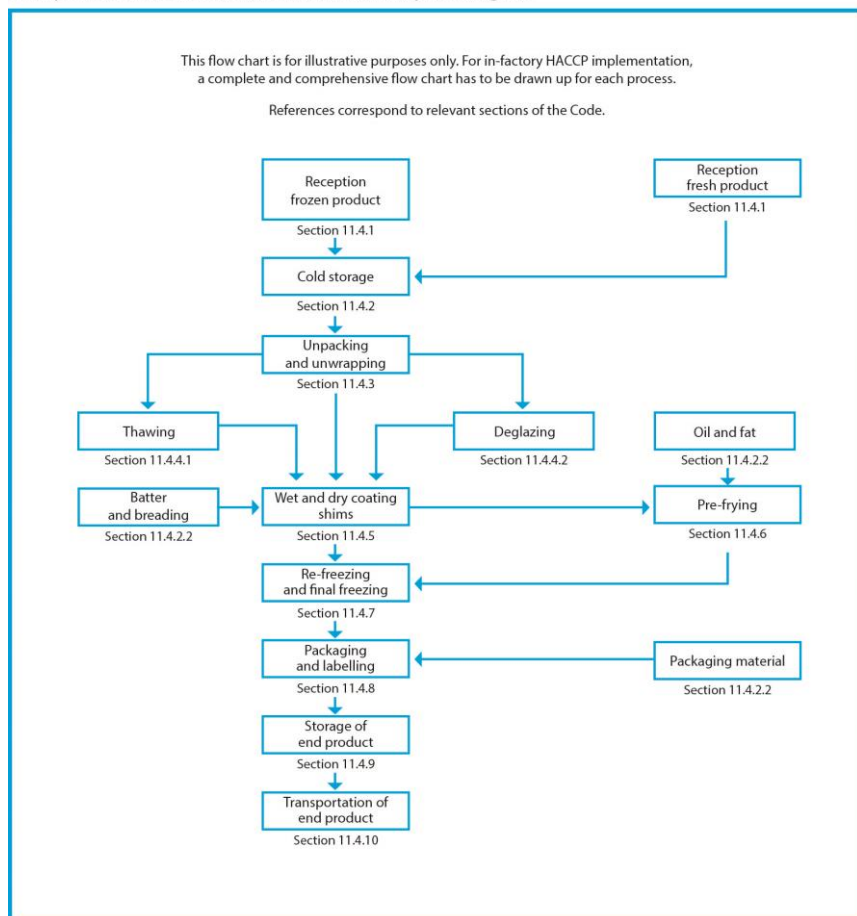 This flow chart is for illustrative purposes only. For in-factory HACCP implementation,
a complete and comprehensive flow chart has to be drawn up for each process.
References correspond to relevant sections of the Code.
Reception
frozen product
Section 11.4.1
Reception
fresh product
Section 11.4.1
Cold storage
Section 11.4.2
Unpacking
and unwrapping
Section 11.4.3
Thawing
Section 11.4.4.1
Deglazing
Section 11.4.4.2
Oil and fat
Section 11.4.2.2
Batter
and breading
Section 11.4.2.2
Wet and dry coating
shims
Section 11.4.5
Pre-frying
Section 11.4.6
Re-freezing
and final freezing
Section 11.4.7
Packaging
and labelling
Section 11.4.8
Packaging material
Section 11.4.2.2
Storage of
end product
Section 11.4.9
Transportation of
end product
Section 11.4.10